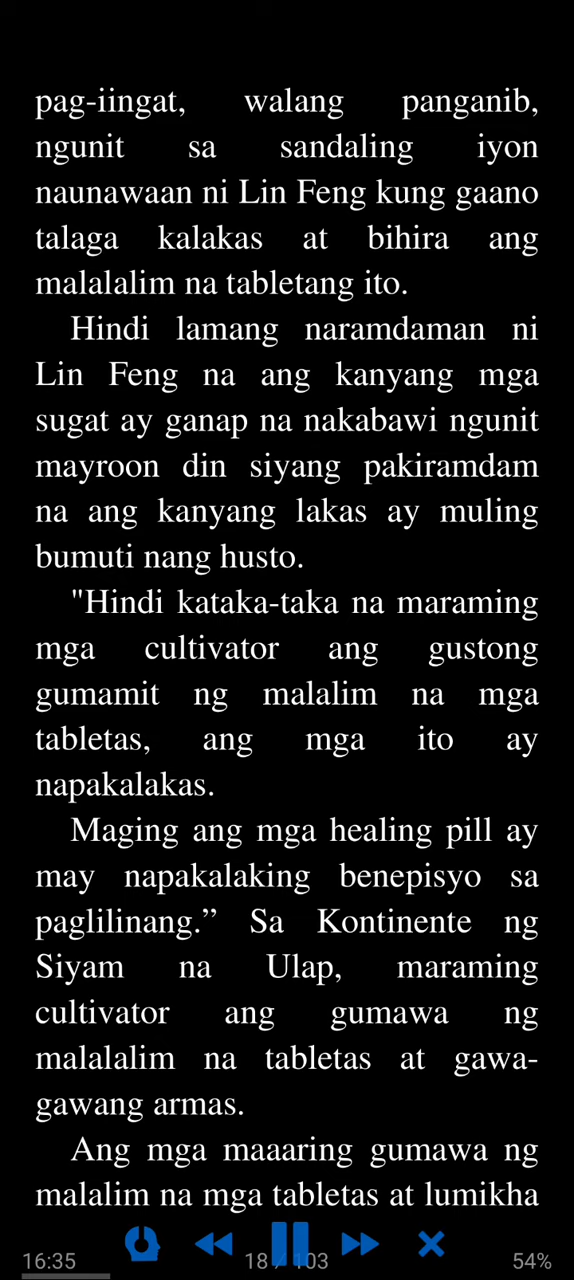 pag-iingat, walang panganib,
ngunit sa sandaling iyon
naunawaan ni Lin Feng kung gaano
talaga kalakas at bihira ang
malalalim na tabletang ito.
Hindi lamang naramdaman ni
Lin Feng na ang kanyang mga
sugat ay ganap na nakabawi ngunit
mayroon din siyang pakiramdam
na ang kanyang lakas ay muling
bumuti nang husto.
"Hindi kataka-taka na maraming
mga cultivator ang gustong
gumamit ng malalim na mga
tabletas, ang mga ito ay
napakalakas.
Maging ang mga healing pill ay
may napakalaking benepisyo sa
paglilinang.” Sa Kontinente ng
Siyam na Ulap, maraming
cultivator ang gumawa ng
malalalim na tabletas at gawa-
gawang armas.
Ang mga maaaring gumawa ng
malalim na mga tabletas at lumikha
16:35 18 / 103 54%